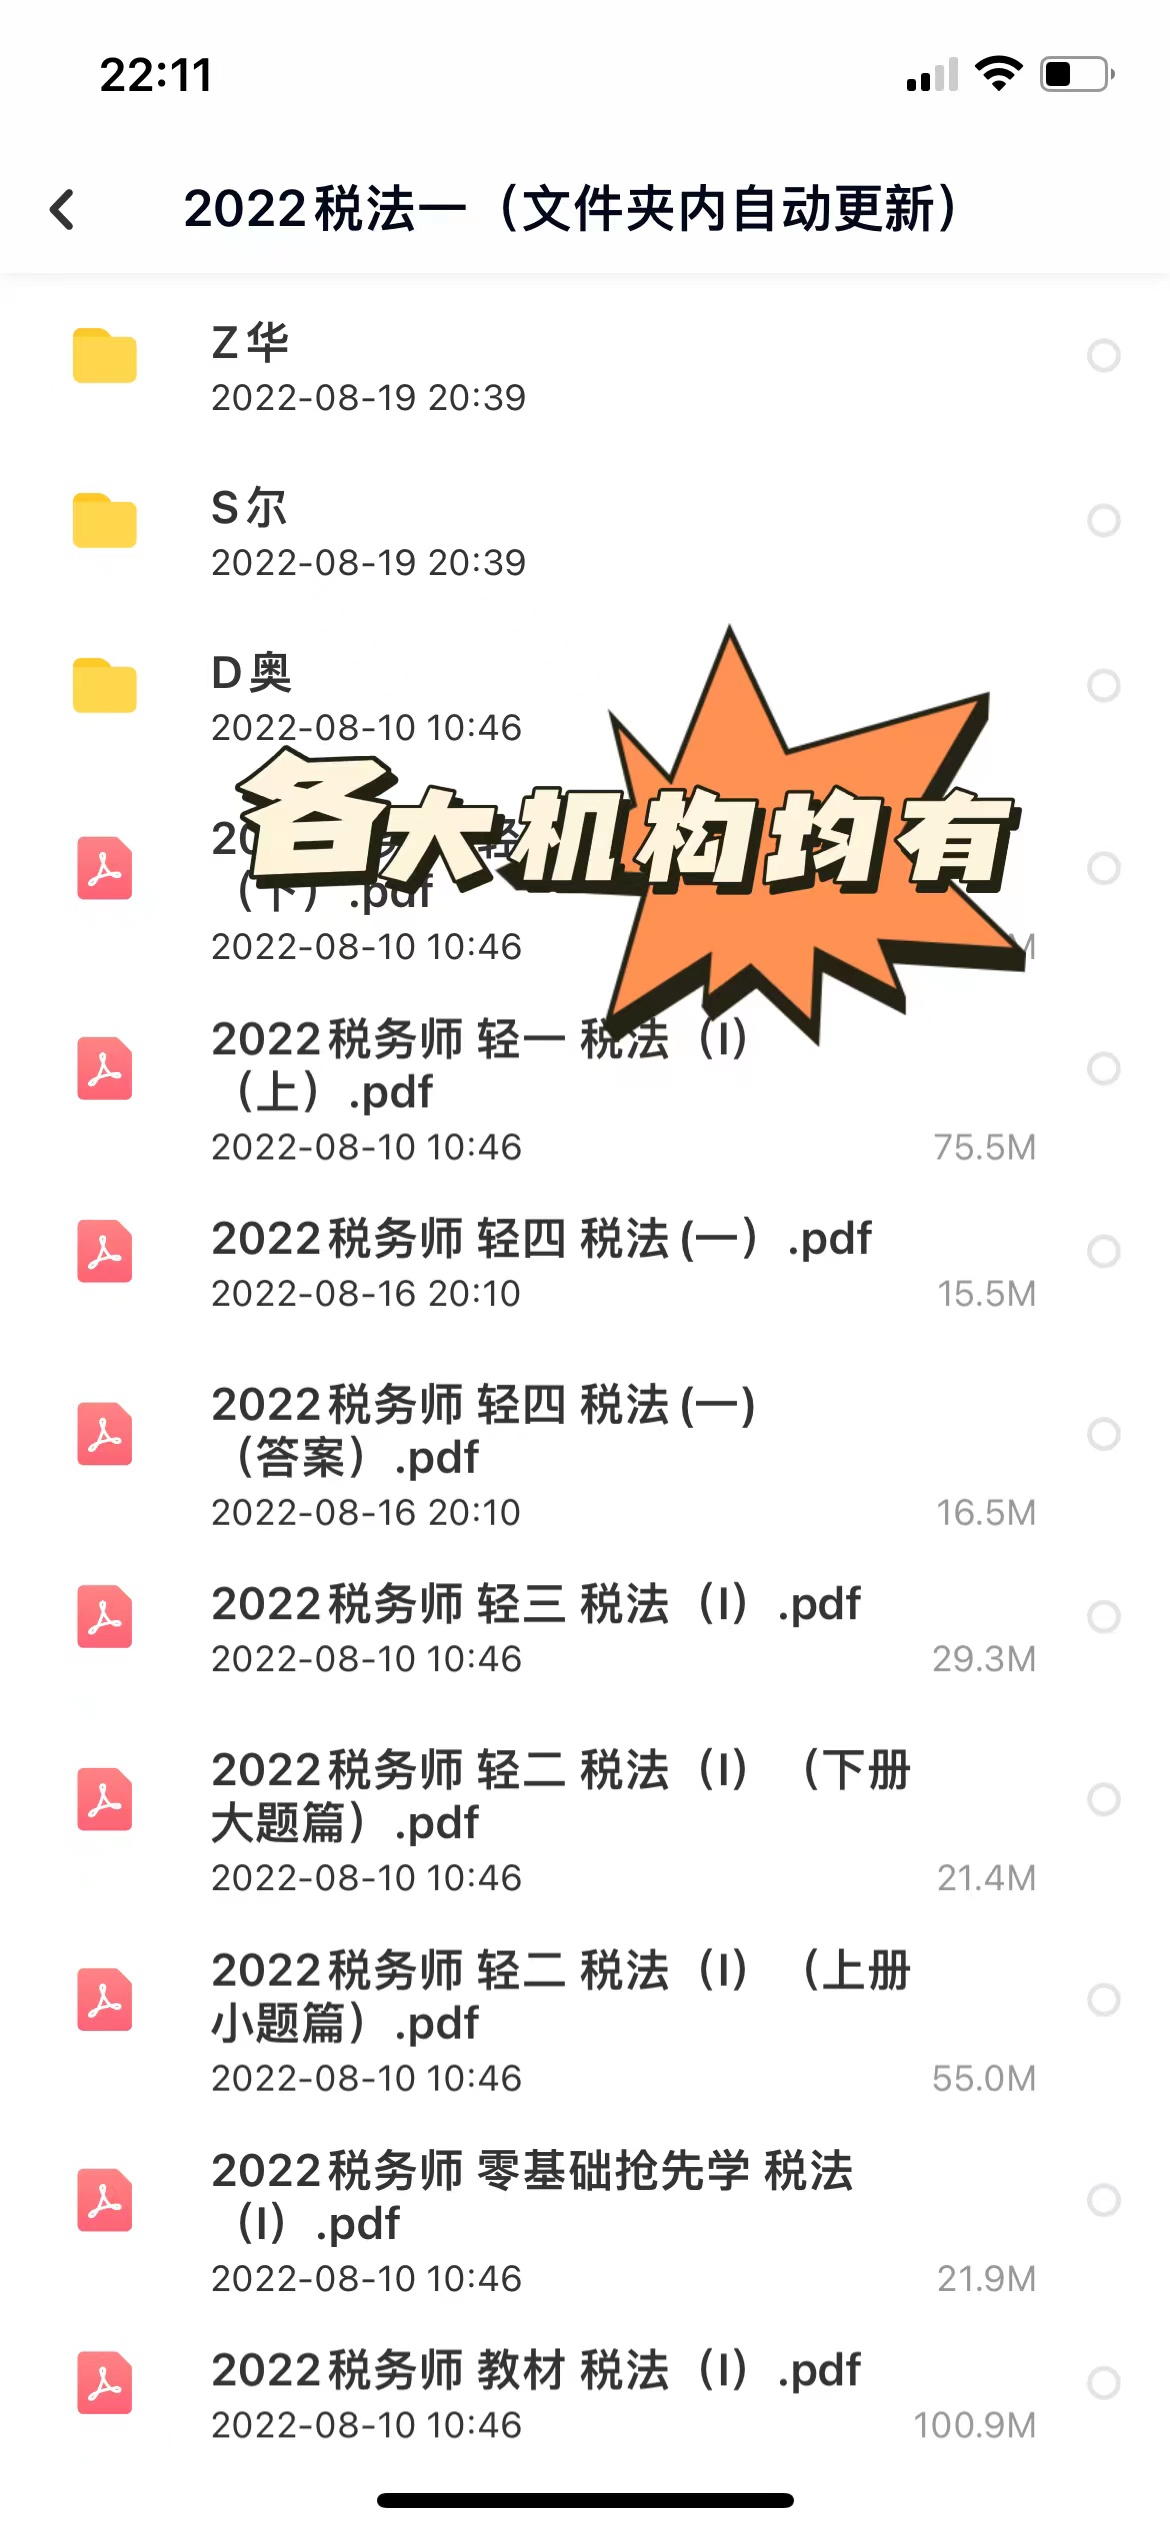 22:11
2022税法一（文件夹内自动更新）
Z华
2022-08-19 20:39
S尔
2022-08-19 20:39
D奥
2022-08-10 10:46
各大机构均有
20 轻
（下）.pdf
2022-08-10 10:46
M
2022税务师 轻一 税法（I）
（上）.pdf
2022-08-10 10:46
75.5M
2022税务师 轻四 税法(一）.pdf
2022-08-16 20:10
15.5M
2022税务师 轻四 税法(一)
（答案）.pdf
2022-08-16 20:10
16.5M
2022税务师 轻三 税法（I）.pdf
2022-08-10 10:46
29.3M
2022税务师 轻二 税法（I）（下册
大题篇）.pdf
2022-08-10 10:46
21.4M
2022税务师 轻二 税法（I）（上册
小题篇）.pdf
2022-08-10 10:46
55.0M
2022税务师 零基础抢先学 税法
（I）.pdf
2022-08-10 10:46
21.9M
2022税务师 教材 税法（I）.pdf
2022-08-10 10:46
100.9M